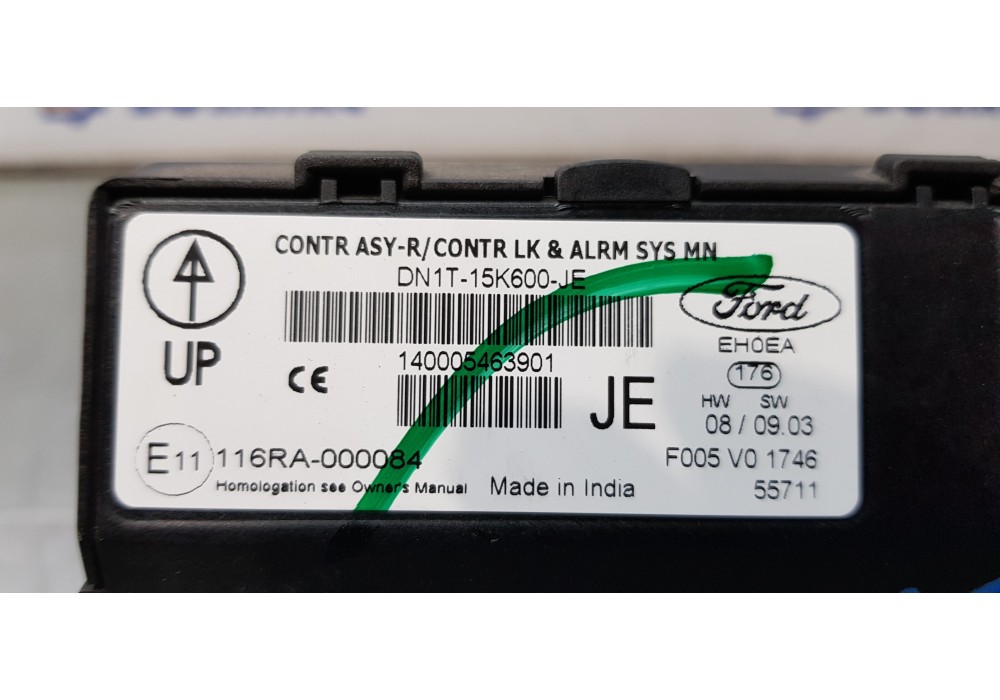 CONTR ASY-R/CONTR LK & ALRM SYS MN
DN1T-15K600-JE
UP
CE
140005463901
JE
Ford
EH0EA
176
HW SW
08 / 09.03
E11 116RA-000084
F005 V0 1746
Homologation see Owner's Manual
Made in India
55711